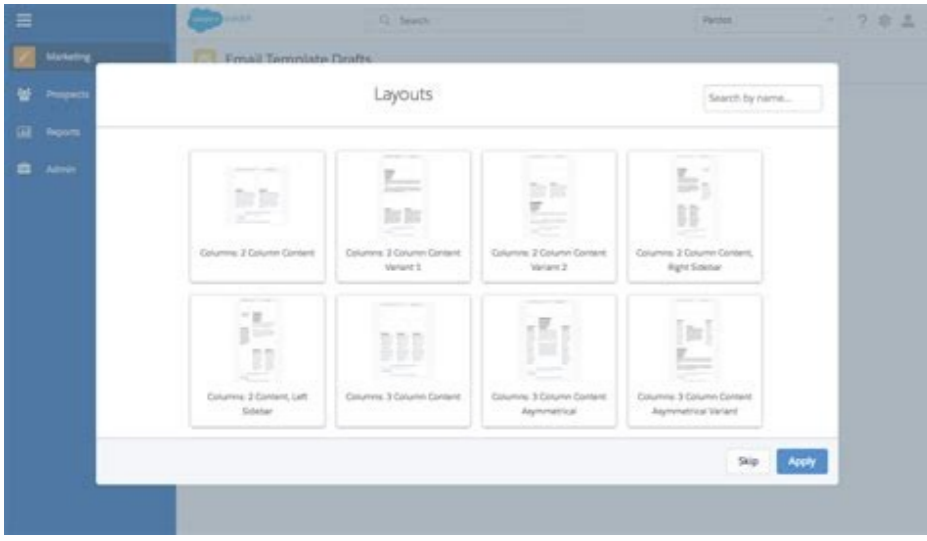 Search
Pardot
Marketing
Email Template Drafts
Prospects
Reports
Admin
Layouts
Search by name...
Columns: 2 Column Content
Columns: 2 Column Content
Variant 1
Columns: 2 Column Content
Variant 2
Columns: 2 Column Content,
Right Sidebar
Columns: 2 Content, Left
Sidebar
Columns: 3 Column Content
Columns: 3 Column Content
Asymmetrical
Columns: 3 Column Content
Asymmetrical Variant
Skip
Apply